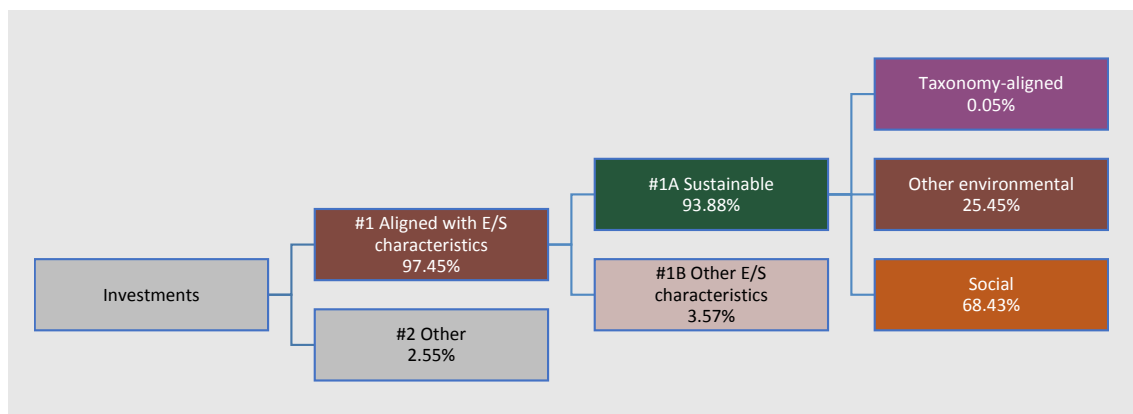 Investments
#1 Aligned with E/S
characteristics
97.45%
#2 Other
2.55%
#1A Sustainable
93.88%
#1B Other E/S
characteristics
3.57%
Taxonomy-aligned
0.05%
Other environmental
25.45%
Social
68.43%